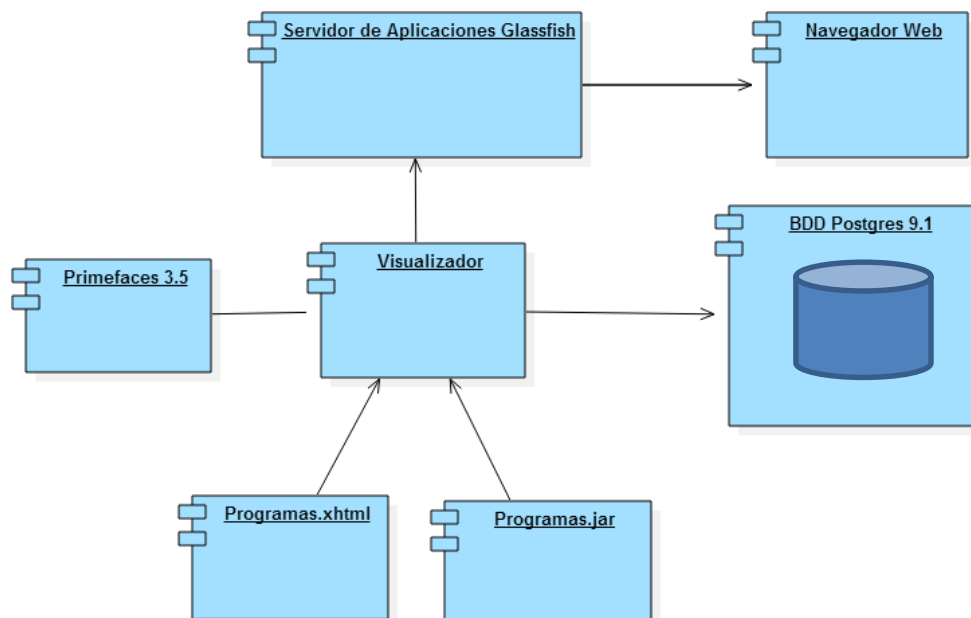 Servidor de Aplicaciones Glassfish
Navegador Web
BDD Postgres 9.1
Visualizador
Primefaces 3.5
Programas.xhtml
Programas.jar